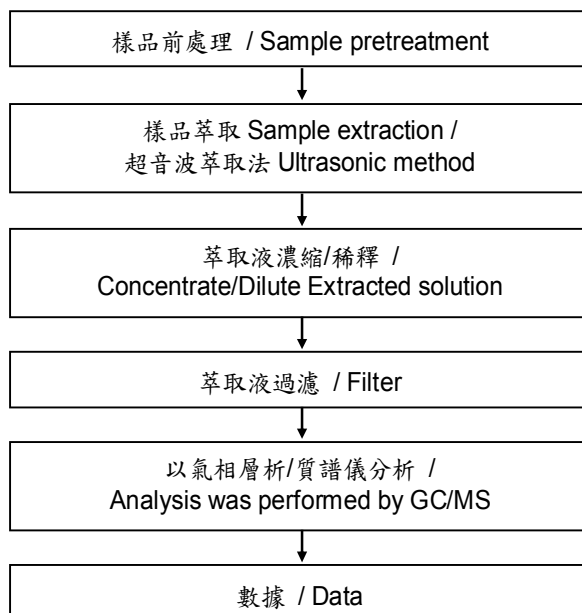 樣品前處理 / Sample pretreatment
樣品萃取 Sample extraction /
超音波萃取法 Ultrasonic method
萃取液濃縮/稀釋 /
Concentrate/Dilute Extracted solution
萃取液過濾 / Filter
以氣相層析/質譜儀分析 /
Analysis was performed by GC/MS
數據 / Data